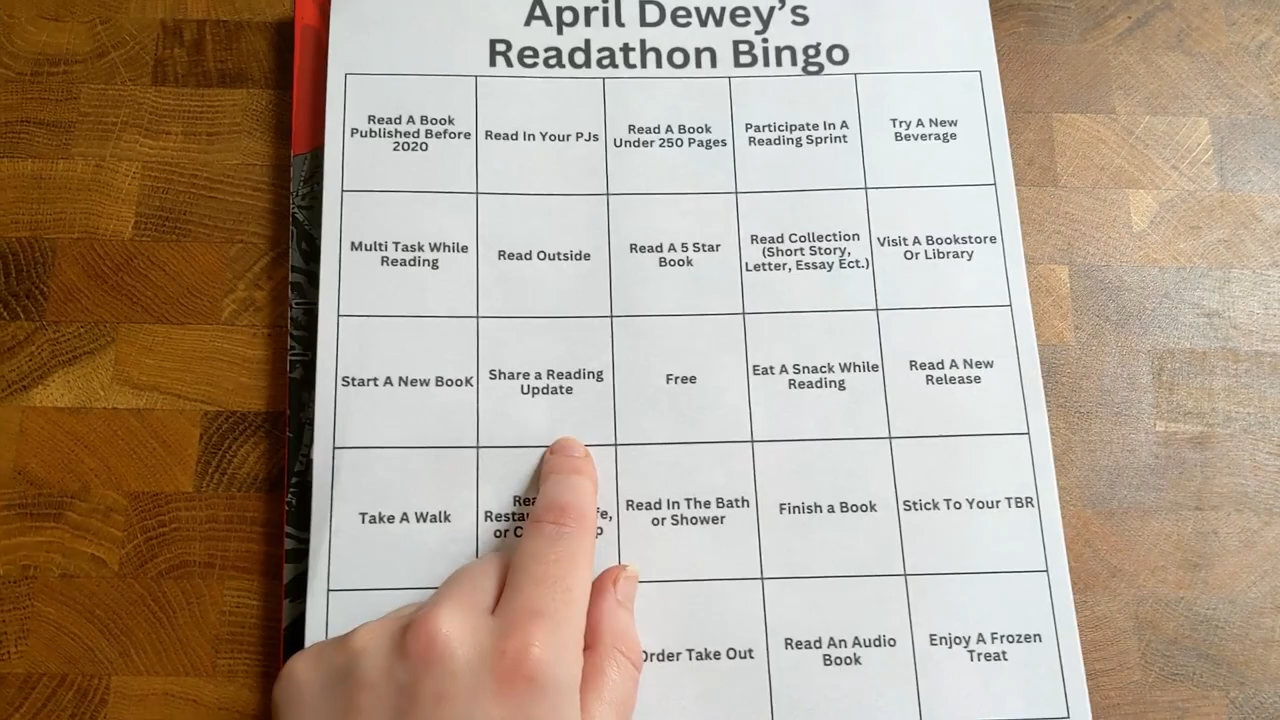 April Dewey's
Readathon Bingo
Read A Book
Published Before
2020
Read In Your PJs
Read A Book
Under 250 Pages
Participate In A
Reading Sprint
Try A New
Beverage
Multi Task While
Reading
Read Outside
Read A 5 Star
Book
Read Collection
(Short Story,
Letter, Essay Ect.)
Visit A Bookstore
Or Library
Start A New BooK
Share a Reading
Update
Free
Eat A Snack While
Reading
Read A New
Release
Take A Walk
or
Read In The Bath
or Shower
Finish a Book
Stick To Your TBR
Order Take Out
Read An Audio
Book
Enjoy A Frozen
Treat